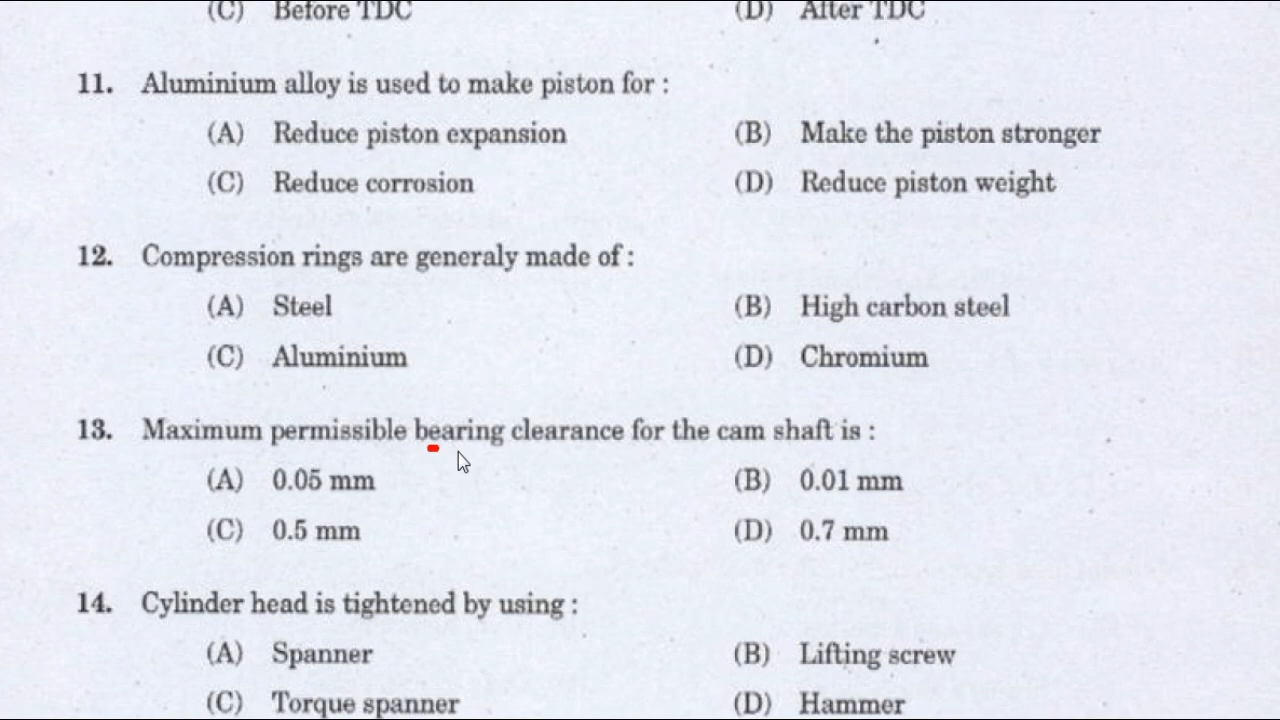 (C) Before TDC (D) After TDC
11. Aluminium alloy is used to make piston for :
(A) Reduce piston expansion (B) Make the piston stronger
(C) Reduce corrosion (D) Reduce piston weight
12. Compression rings are generaly made of :
(A) Steel (B) High carbon steel
(C) Aluminium (D) Chromium
13. Maximum permissible bearing clearance for the cam shaft is :
(A) 0.05 mm (B) 0.01 mm
(C) 0.5 mm (D) 0.7 mm
14. Cylinder head is tightened by using :
(A) Spanner (B) Lifting screw
(C) Torque spanner (D) Hammer